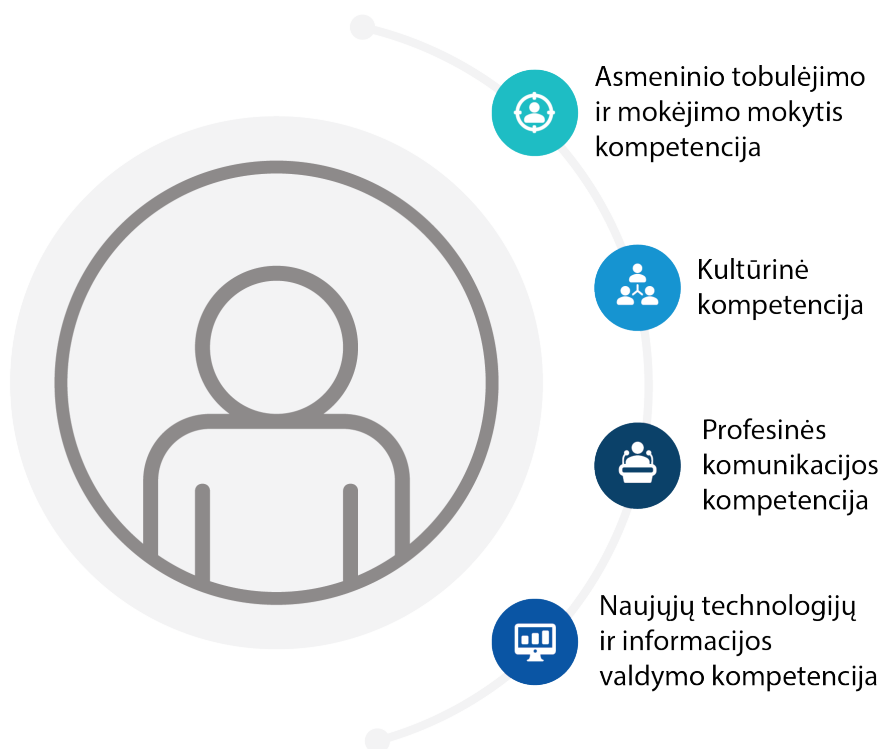 Asmeninio tobulėjimo
ir mokėjimo mokytis
kompetencija
Kultūrinė
kompetencija
Profesinės
komunikacijos
kompetencija
Naujųjų technologijų
ir informacijos
valdymo kompetencija